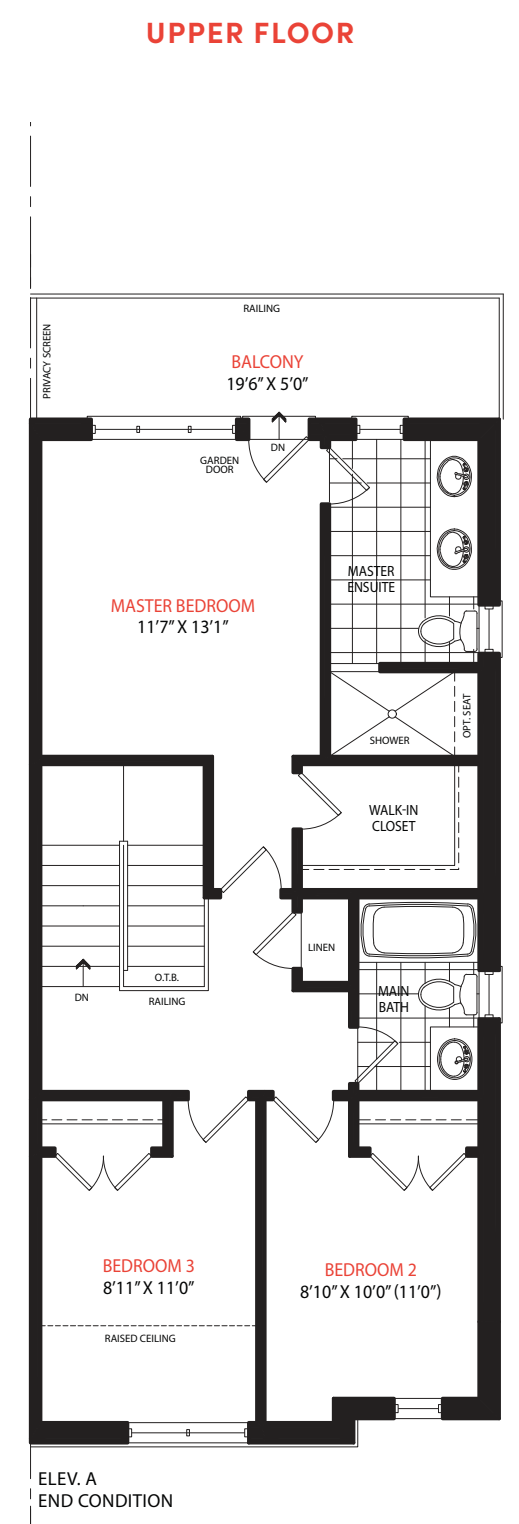 UPPER FLOOR
RAILING
PRIVACY SCREEN
BALCONY
19'6" X 5'0"
DN
GARDEN
DOOR
MASTER
ENSUITE
MASTER BEDROOM
11'7" X 13'1"
OPT. SEAT
SHOWER
WALK-IN
CLOSET
LINEN
O.T.B.
DN
RAILING
MAIN
BATH
BEDROOM 3
8'11" X 11'0"
BEDROOM 2
8'10" X 10'0" (11'0")
RAISED CEILING
ELEV. A
END CONDITION